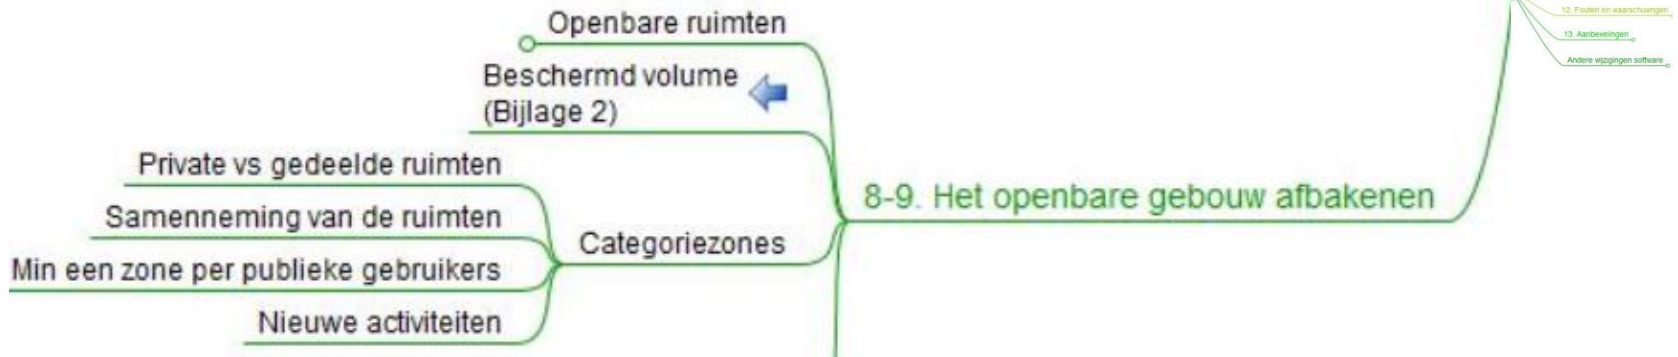 Openbare ruimten
Beschermd volume
(Bijlage 2)
Private vs gedeelde ruimten
Samenneming van de ruimten
Min een zone per publieke gebruikers
Nieuwe activiteiten
Categoriezones
8-9. Het openbare gebouw afbakenen
12. Fouten en waarschuwingen
13. Aanbevelingen
Andere wijzigingen software